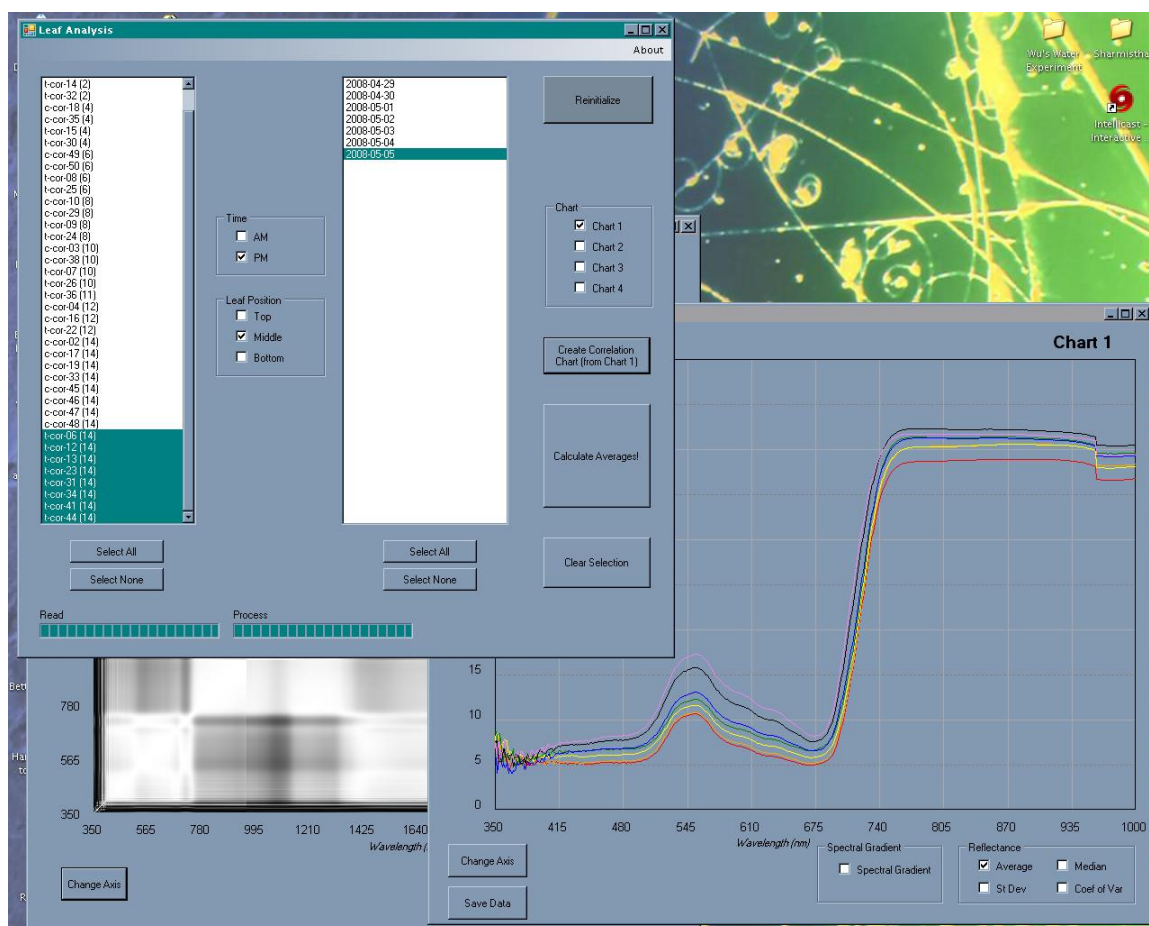 Leaf Analysis
About
t-cor-14 (2)
t-cor-32 (2)
c-cor-18 (4)
c-cor-35 (4)
t-cor-15 (4)
t-cor-30 (4)
c-cor-49 (6)
c-cor-50 (6)
t-cor-08 (6)
t-cor-25 (6)
c-cor-10 (8)
c-cor-29 (8)
t-cor-09 (8)
t-cor-24 (8)
c-cor-03 (10)
c-cor-38 (10)
t-cor-07 (10)
t-cor-26 (10)
t-cor-36 (11)
c-cor-04 (12)
c-cor-16 (12)
t-cor-22 (12)
c-cor-02 (14)
c-cor-17 (14)
c-cor-19 (14)
c-cor-33 (14)
c-cor-45 (14)
c-cor-46 (14)
c-cor-47 (14)
c-cor-48 (14)
t-cor-06 (14)
t-cor-12 (14)
t-cor-13 (14)
t-cor-23 (14)
t-cor-31 (14)
t-cor-34 (14)
t-cor-41 (14)
t-cor-44 (14)
Select All
Select None
Time
AM
PM
Leaf Position
Top
Middle
Bottom
2008-04-29
2008-04-30
2008-05-01
2008-05-02
2008-05-03
2008-05-04
2008-05-05
Select All
Select None
Reinitialize
Chart
Chart 1
Chart 2
Chart 3
Chart 4
Create Correlation
Chart (from Chart 1)
Calculate Averages!
Clear Selection
Read
Process
Wu's Water
Experiment
Sharmistha
Intellicast -
Interactive ...
Chart 1
15
10
5
0
350 415 480 545 610 675 740 805 870 935 1000
Wavelength (nm)
Change Axis
Save Data
Spectral Gradient
Spectral Gradient
Reflectance
Average
Median
St Dev
Coef of Var
780
565
350
350 565 780 995 1210 1425 1640
Wavelength (
Change Axis